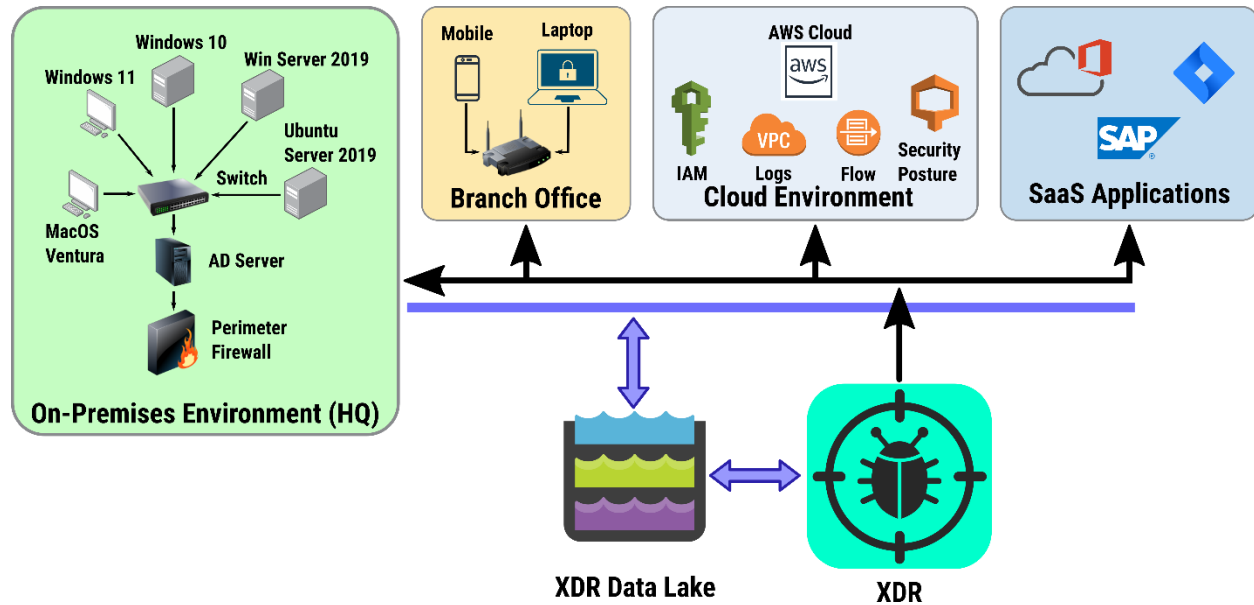 Windows 10
Win Server 2019
Windows 11
Ubuntu
Server 2019
Switch
MacOS
Ventura
AD Server
Perimeter
Firewall
On-Premises Environment (HQ)
Mobile
Laptop
Branch Office
AWS Cloud
aws
IAM
VPC
Logs
Flow
Security
Posture
Cloud Environment
SAP
®
SaaS Applications
XDR Data Lake
XDR